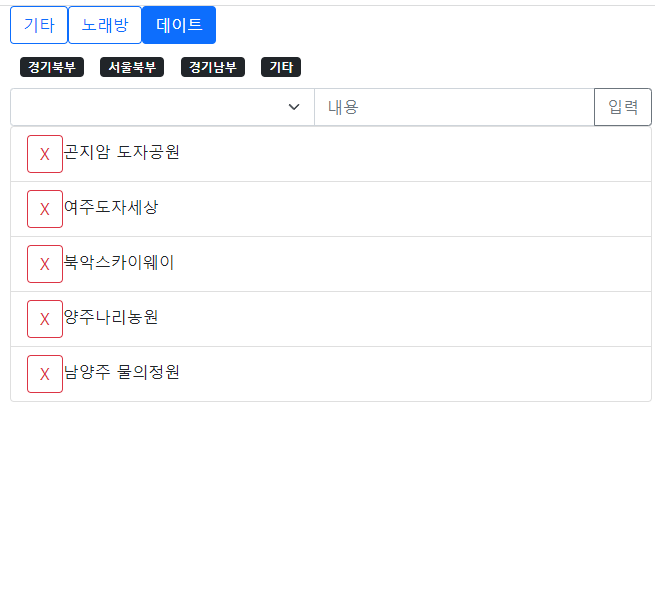 기타 노래방 데이트
경기북부 서울북부 경기남부 기타
내용 입력
X 곤지암 도자공원
X 여주도자세상
X 북악스카이웨이
X 양주나리농원
X 남양주 물의정원